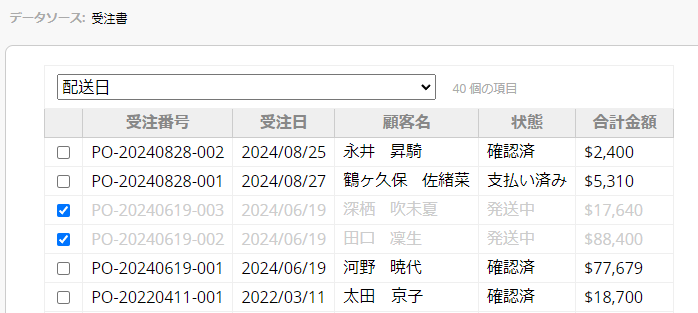 データソース: 受注書
配送日 40 個の項目
受注番号 受注日 顧客名 状態 合計金額
PO-20240828-002 2024/08/25 永井　昇騎 確認済 $2,400
PO-20240828-001 2024/08/27 鶴ケ久保　佐緒菜 支払い済み $5,310
PO-20240619-003 2024/06/19 深栖　吹未夏 発送中 $17,640
PO-20240619-002 2024/06/19 田口　凜生 発送中 $88,400
PO-20240619-001 2024/06/19 河野　暁代 確認済 $77,679
PO-20220411-001 2022/03/11 太田　京子 確認済 $18,700